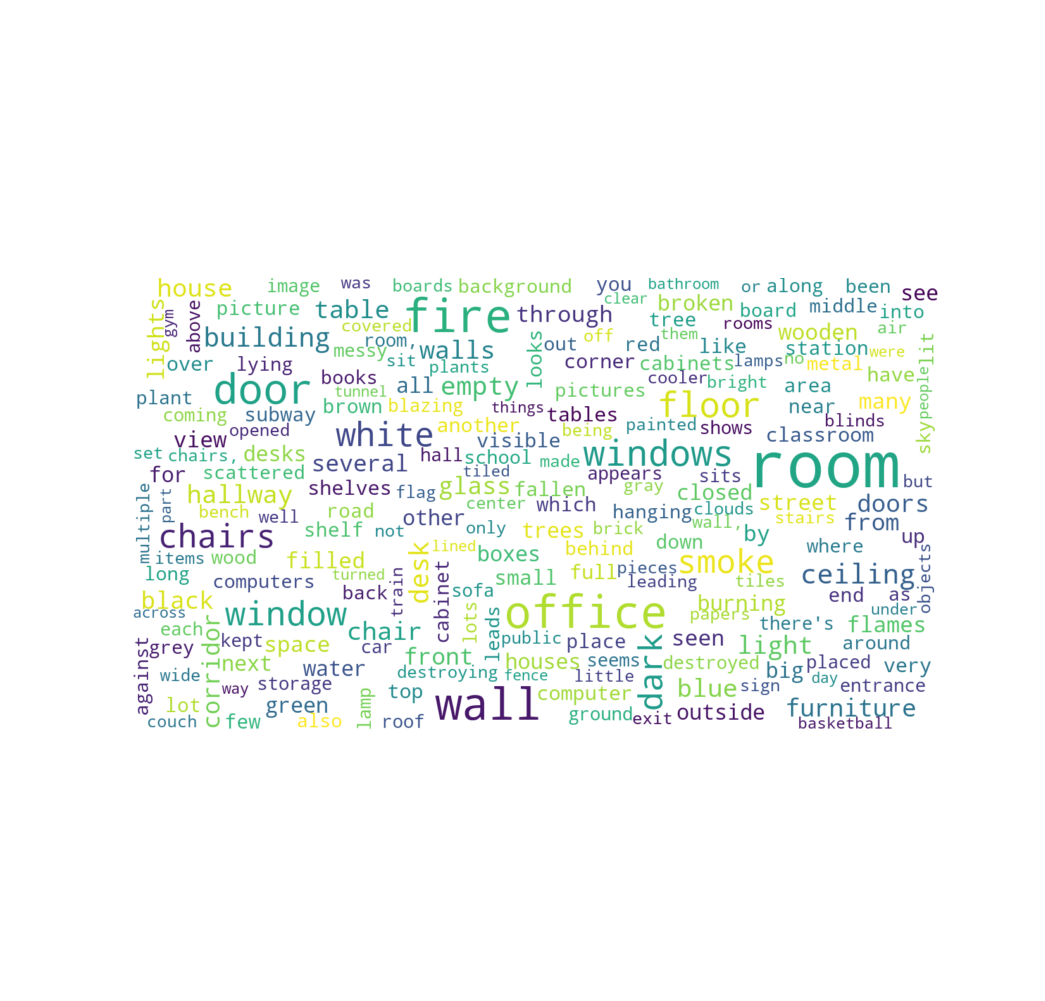 house image was boards background you bathroom or along been see
lights gym above picture table fire through clear broken tree board middle into
building covered room, walls looks out red them rooms like wooden station air
over lying messy sit plants corner cabinets lamps no metal were have skypeoplelit
plant door books all empty pictures cooler bright area many
coming subway brown tunnel blazing things tables floor painted near blinds
set view opened white another being windows shows classroom
chairs, desks several hall visible school made tiled appears sits room but
for scattered shelves flag glass fallen gray closed street doors
multiple part hallway bench well road other center which hanging clouds stairs from
chairs shelf not only trees brick wall, down by where up
items wood filled desk lined boxes behind smoke ceiling objects
long computers turned back train cabinet sofa small full pieces leading tiles end as
black window lots office burning papers there's under flames
across each corridor kept space chair car leads public place dark seen light around
against grey next water front destroying houses seems destroyed big placed very
wide way storage lamp top fence computer little blue sign day entrance
lot green wall ground outside furniture
couch few also roof exit basketball